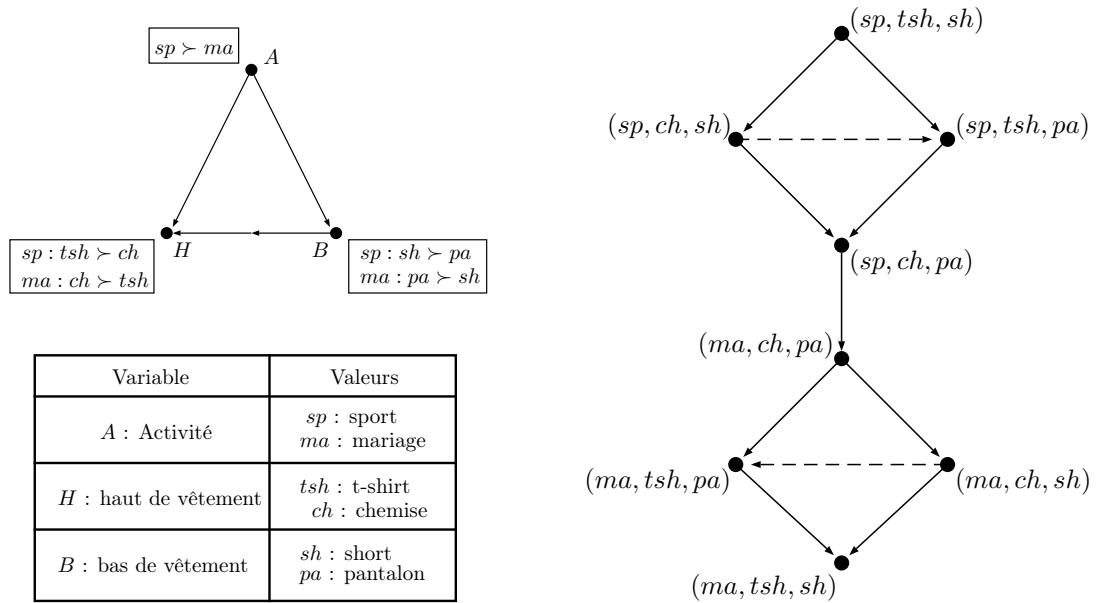 sp ≻ ma
A
H
B
sp : tsh ≻ ch
ma : ch ≻ tsh
sp : sh ≻ pa
ma : pa ≻ sh
Variable Valeurs
A : Activité
sp : sport
ma : mariage
H : haut de vêtement
tsh : t-shirt
ch : chemise
B : bas de vêtement
sh : short
pa : pantalon
(sp, tsh, sh)
(sp, ch, sh)
(sp, tsh, pa)
(sp, ch, pa)
(ma, ch, pa)
(ma, tsh, pa)
(ma, ch, sh)
(ma, tsh, sh)